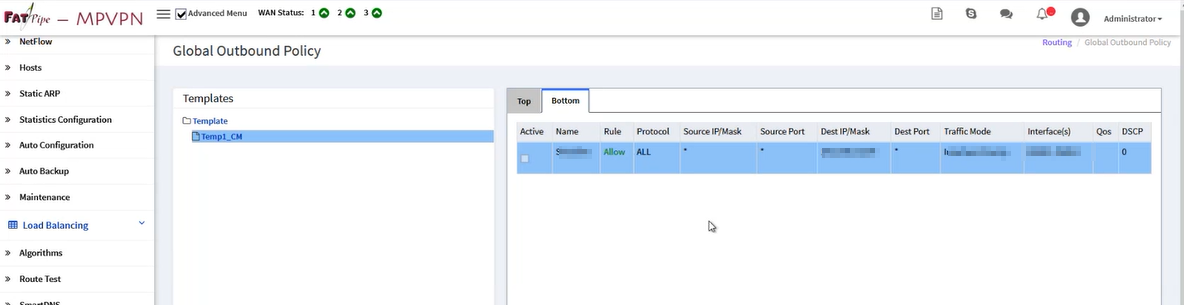 FATPipe – MPVPN
Advanced Menu WAN Status: 1 2 3
Administrator
NetFlow
Hosts
Static ARP
Statistics Configuration
Auto Configuration
Auto Backup
Maintenance
Load Balancing
Algorithms
Route Test
SmartDNS
Global Outbound Policy
Routing / Global Outbound Policy
Templates
Template
Temp1_CM
Top Bottom
Active Name Rule Protocol Source IP/Mask Source Port Dest IP/Mask Dest Port Traffic Mode Interface(s) Qos DSCP
Allow ALL * * * 0